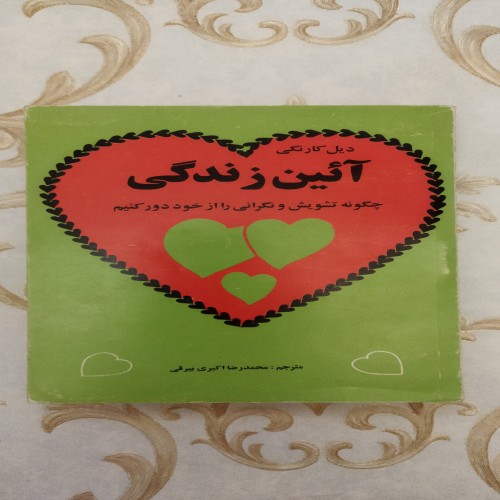 دیل کارنگی
آئین زندگی
چگونه تشویش و نگرانی را از خود دور کنیم
مترجم : محمدرضا اکبری بیرقی